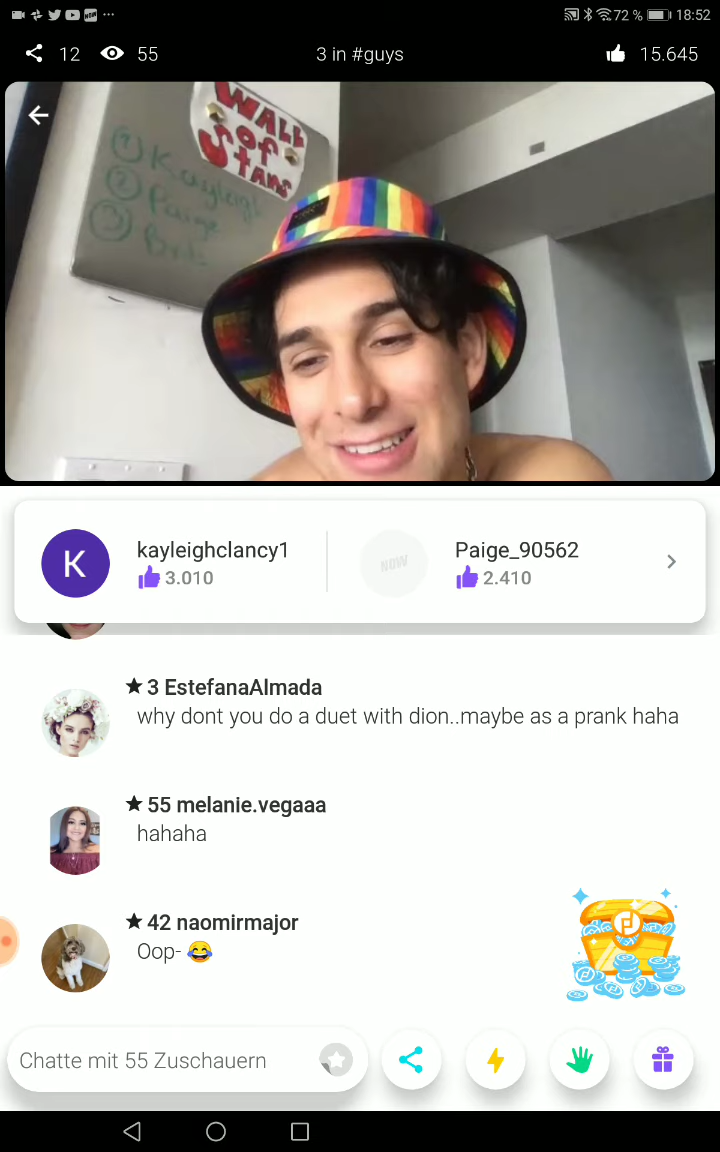 72 % 18:52
12 55 3 in #guys 15.645
WALL
of
Stans
① Kayleigh
② Paige
③
kayleighclancy1 Paige_90562
3.010 NOW 2.410
★ 3 EstefanaAlmada
why dont you do a duet with dion..maybe as a prank haha
★ 55 melanie.vegaaa
hahaha
★ 42 naomirmajor
Oop- 😂
Chatte mit 55 Zuschauern